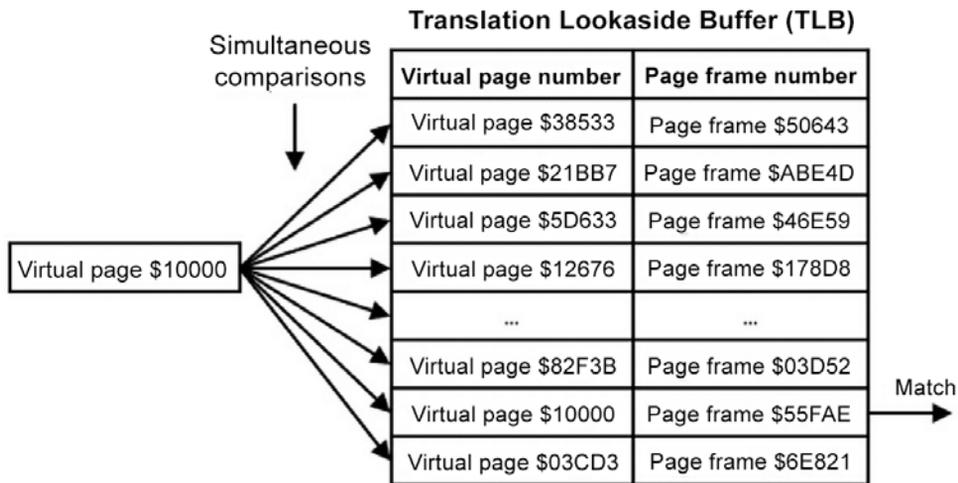 Translation Lookaside Buffer (TLB)
Simultaneous
comparisons
Virtual page number Page frame number
Virtual page $38533 Page frame $50643
Virtual page $21BB7 Page frame $ABE4D
Virtual page $5D633 Page frame $46E59
Virtual page $10000
Virtual page $12676 Page frame $178D8
... ...
Virtual page $82F3B Page frame $03D52
Match
Virtual page $10000 Page frame $55FAE
Virtual page $03CD3 Page frame $6E821